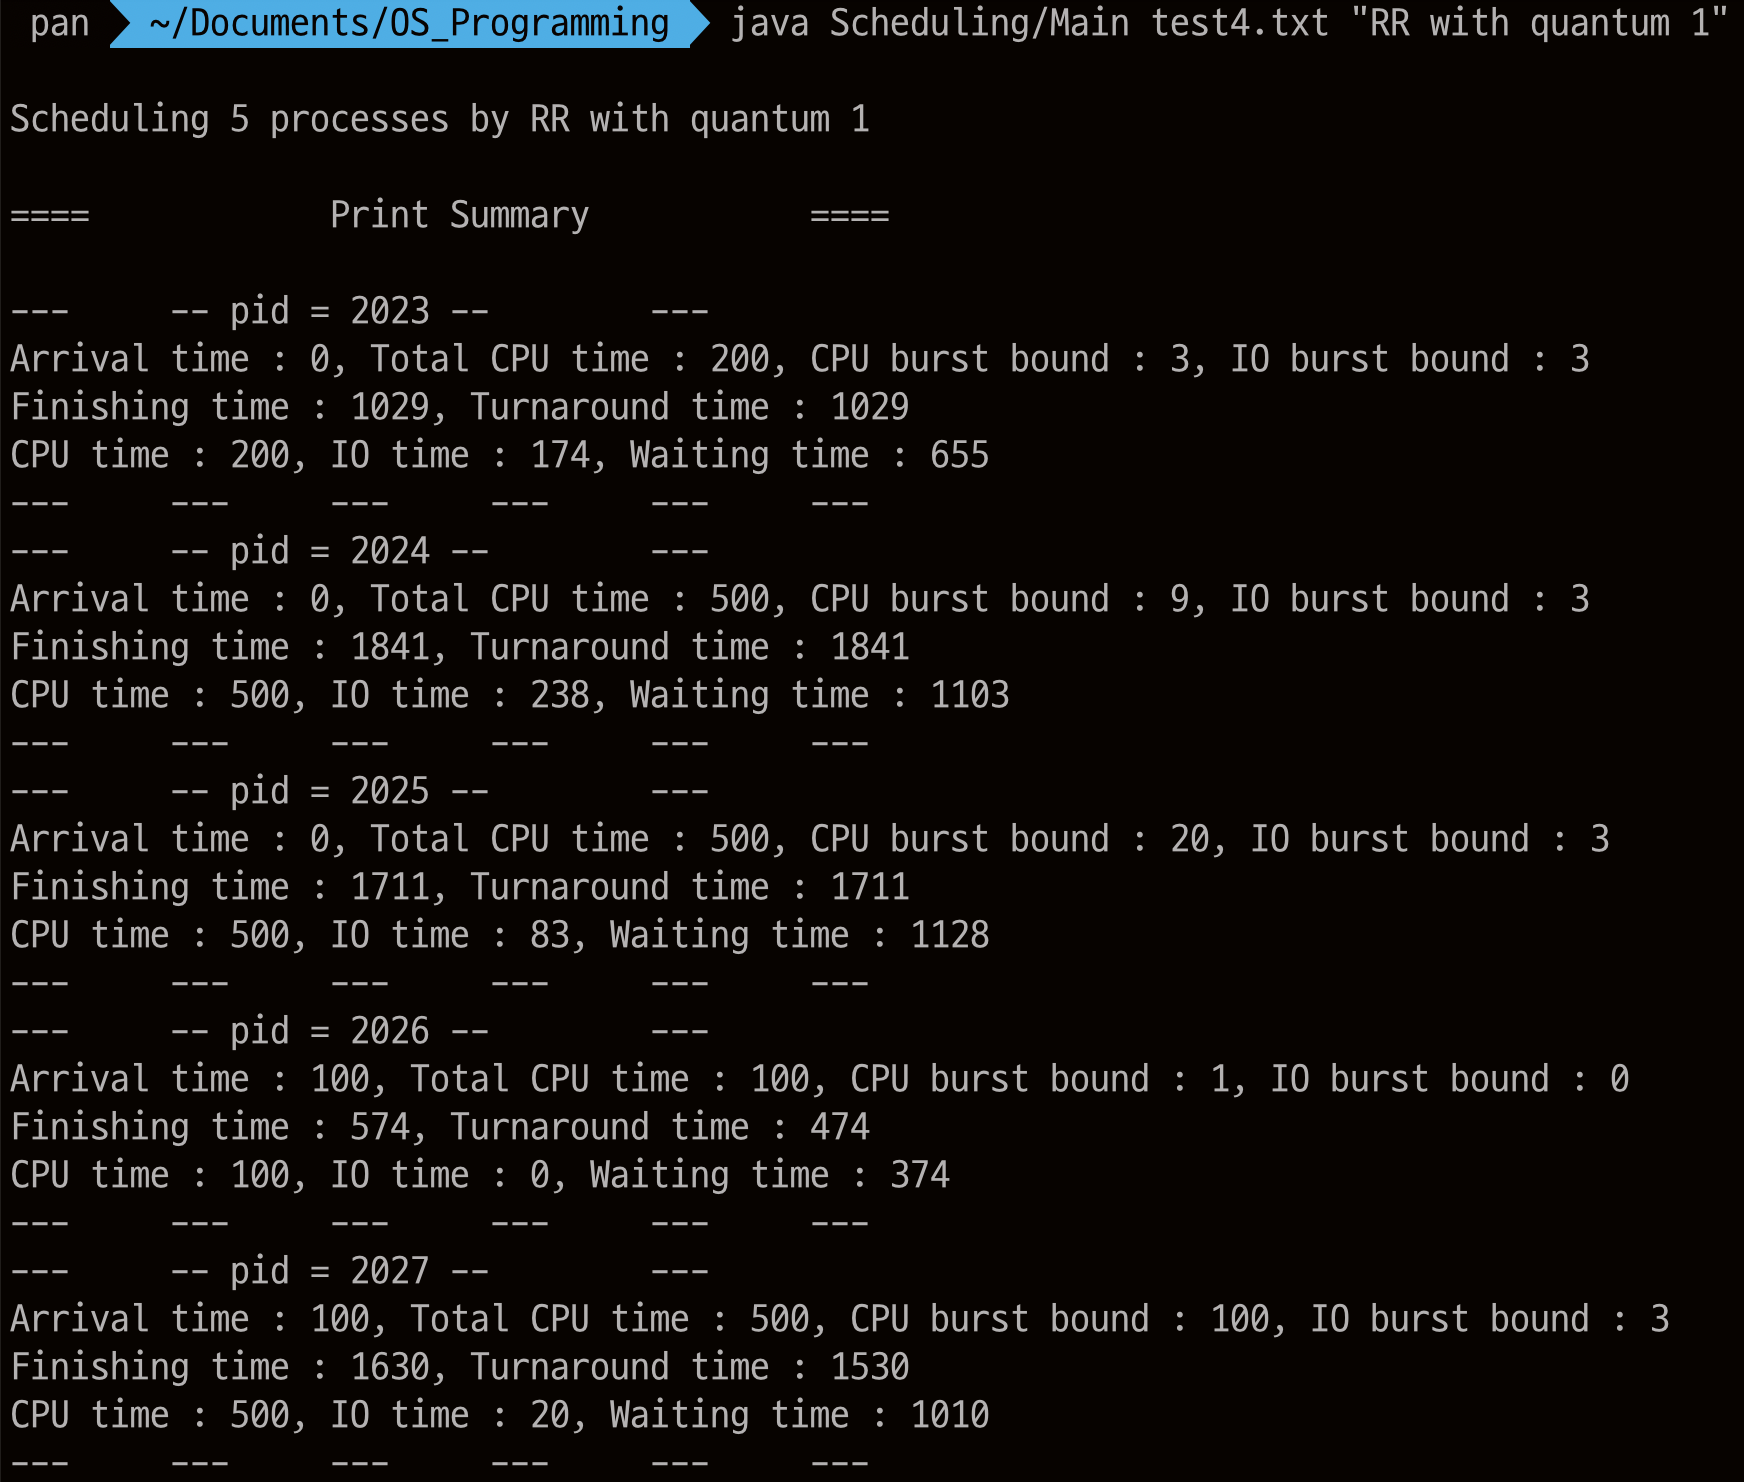 pan ~/Documents/OS_Programming java Scheduling/Main test4.txt "RR with quantum 1"
Scheduling 5 processes by RR with quantum 1
==== Print Summary ====
--- -- pid = 2023 -- ---
Arrival time : 0, Total CPU time : 200, CPU burst bound : 3, IO burst bound : 3
Finishing time : 1029, Turnaround time : 1029
CPU time : 200, IO time : 174, Waiting time : 655
--- --- --- --- --- ---
--- -- pid = 2024 -- ---
Arrival time : 0, Total CPU time : 500, CPU burst bound : 9, IO burst bound : 3
Finishing time : 1841, Turnaround time : 1841
CPU time : 500, IO time : 238, Waiting time : 1103
--- --- --- --- --- ---
--- -- pid = 2025 -- ---
Arrival time : 0, Total CPU time : 500, CPU burst bound : 20, IO burst bound : 3
Finishing time : 1711, Turnaround time : 1711
CPU time : 500, IO time : 83, Waiting time : 1128
--- --- --- --- --- ---
--- -- pid = 2026 -- ---
Arrival time : 100, Total CPU time : 100, CPU burst bound : 1, IO burst bound : 0
Finishing time : 574, Turnaround time : 474
CPU time : 100, IO time : 0, Waiting time : 374
--- --- --- --- --- ---
--- -- pid = 2027 -- ---
Arrival time : 100, Total CPU time : 500, CPU burst bound : 100, IO burst bound : 3
Finishing time : 1630, Turnaround time : 1530
CPU time : 500, IO time : 20, Waiting time : 1010
--- --- --- --- --- ---